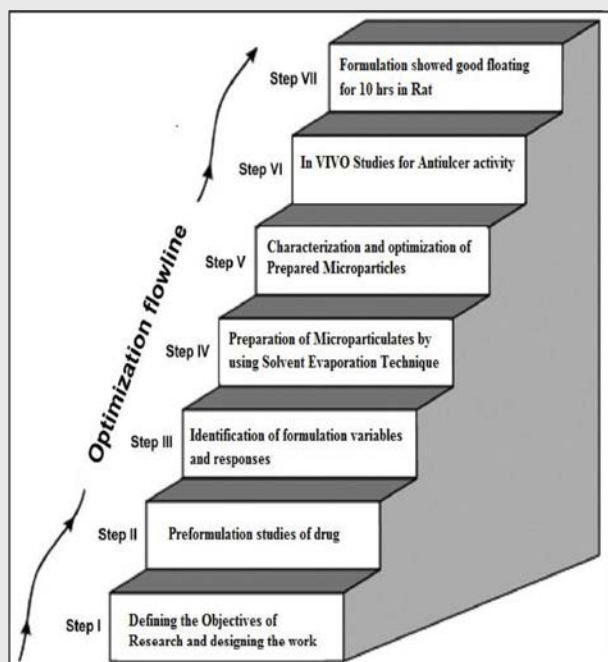 Step VII
Formulation showed good floating
for 10 hrs in Rat
Step VI
In VIVO Studies for Antiulcer activity
Step V
Characterization and optimization of
Prepared Microparticles
Step IV
Preparation of Microparticulates by
using Solvent Evaporation Technique
Step III
Identification of formulation variables
and responses
Step II
Preformulation studies of drug
Step I
Defining the Objectives of
Research and designing the work
Optimization flowline